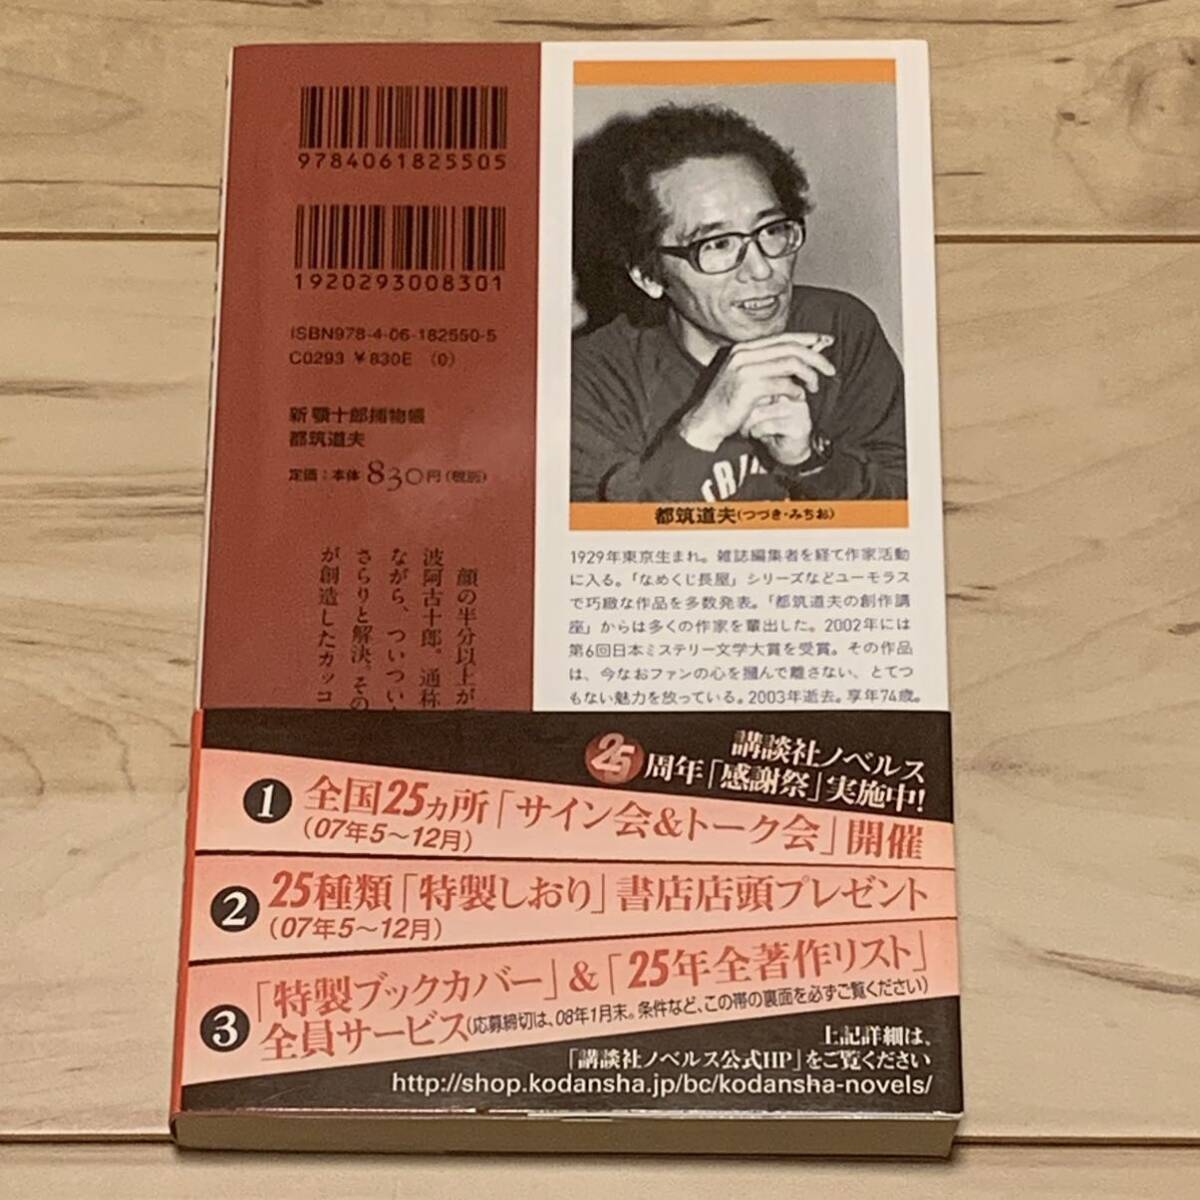 9784061825505
1920293008301
ISBN978-4-06-182550-5
C0293 ¥830E (0)
新 顎十郎捕物帳
都筑道夫
定価:本体830円(税別)
顔の半分以上が
波阿古十郎。通称
ながら、ついつい
さらりと解決。その
が創造したカッコ
都筑道夫(つづき・みちお)
1929年東京生まれ。雑誌編集者を経て作家活動
に入る。「なめくじ長屋」シリーズなどユーモラス
で巧緻な作品を多数発表。「都筑道夫の創作講
座」からは多くの作家を輩出した。2002年には
第6回日本ミステリー文学大賞を受賞。その作品
は、今なおファンの心を掴んで離さない、とてつ
もない魅力を放っている。2003年逝去。享年74歳。
講談社ノベルス
25周年「感謝祭」実施中!
1 全国25ヵ所「サイン会&トーク会」開催
(07年5~12月)
2 25種類「特製しおり」書店店頭プレゼント
(07年5~12月)
3 「特製ブックカバー」&「25年全著作リスト」
全員サービス(応募締切は、08年1月末。条件など、この帯の裏面を必ずご覧ください)
上記詳細は、
「講談社ノベルス公式HP」をご覧ください
http://shop.kodansha.jp/bc/kodansha-novels/